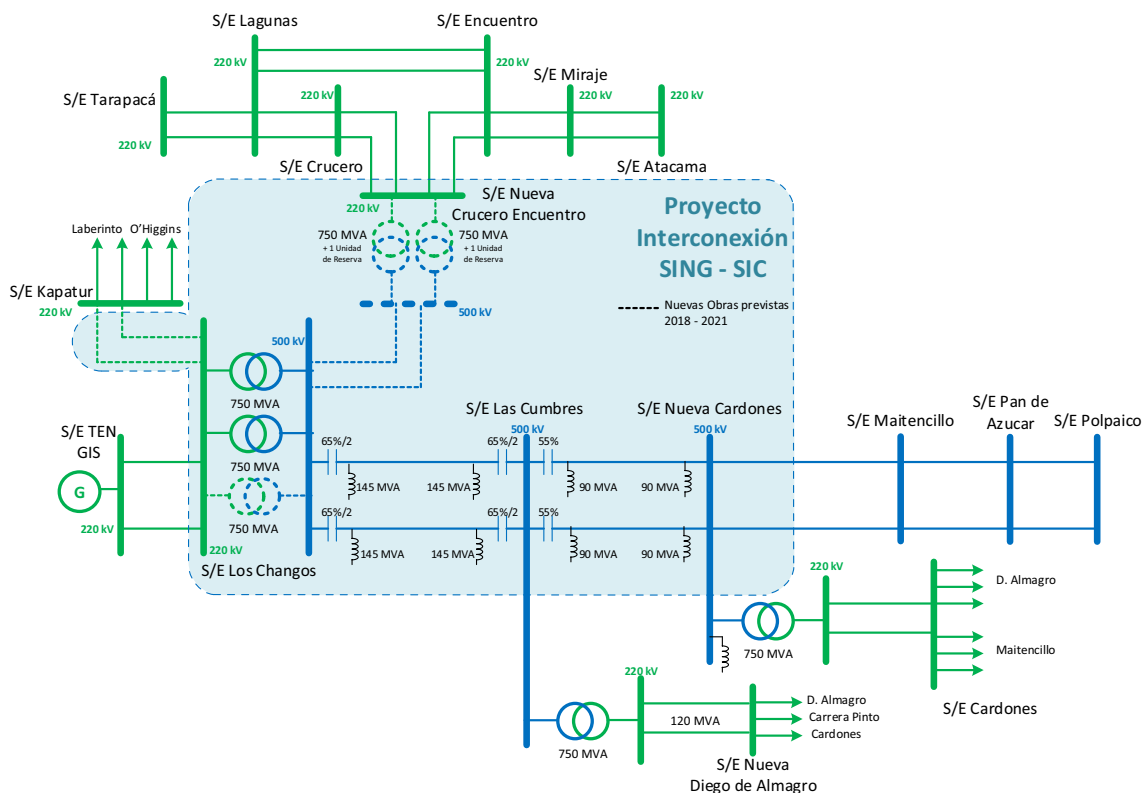 S/E Lagunas
S/E Encuentro
220 kV
220 kV
S/E Miraje
S/E Tarapacá
220 kV
220 kV
220 kV
220 kV
S/E Crucero
S/E Atacama
S/E Nueva
Crucero Encuentro
220 kV
Proyecto
Interconexión
SING - SIC
Laberinto
O'Higgins
750 MVA
+ 1 Unidad
de Reserva
750 MVA
+ 1 Unidad
de Reserva
S/E Kapatur
220 kV
500 kV
Nuevas Obras previstas
2018 - 2021
500 kV
750 MVA
S/E Las Cumbres
S/E Nueva Cardones
S/E Maitencillo
S/E Pan de
Azucar
S/E Polpaico
500 kV
500 kV
S/E TEN
GIS
65%/2
65%/2
55%
750 MVA
145 MVA
145 MVA
90 MVA
90 MVA
G
65%/2
65%/2
55%
220 kV
750 MVA
220 kV
145 MVA
145 MVA
90 MVA
90 MVA
S/E Los Changos
220 kV
D. Almagro
750 MVA
Maitencillo
220 kV
S/E Cardones
D. Almagro
120 MVA
Carrera Pinto
Cardones
750 MVA
S/E Nueva
Diego de Almagro